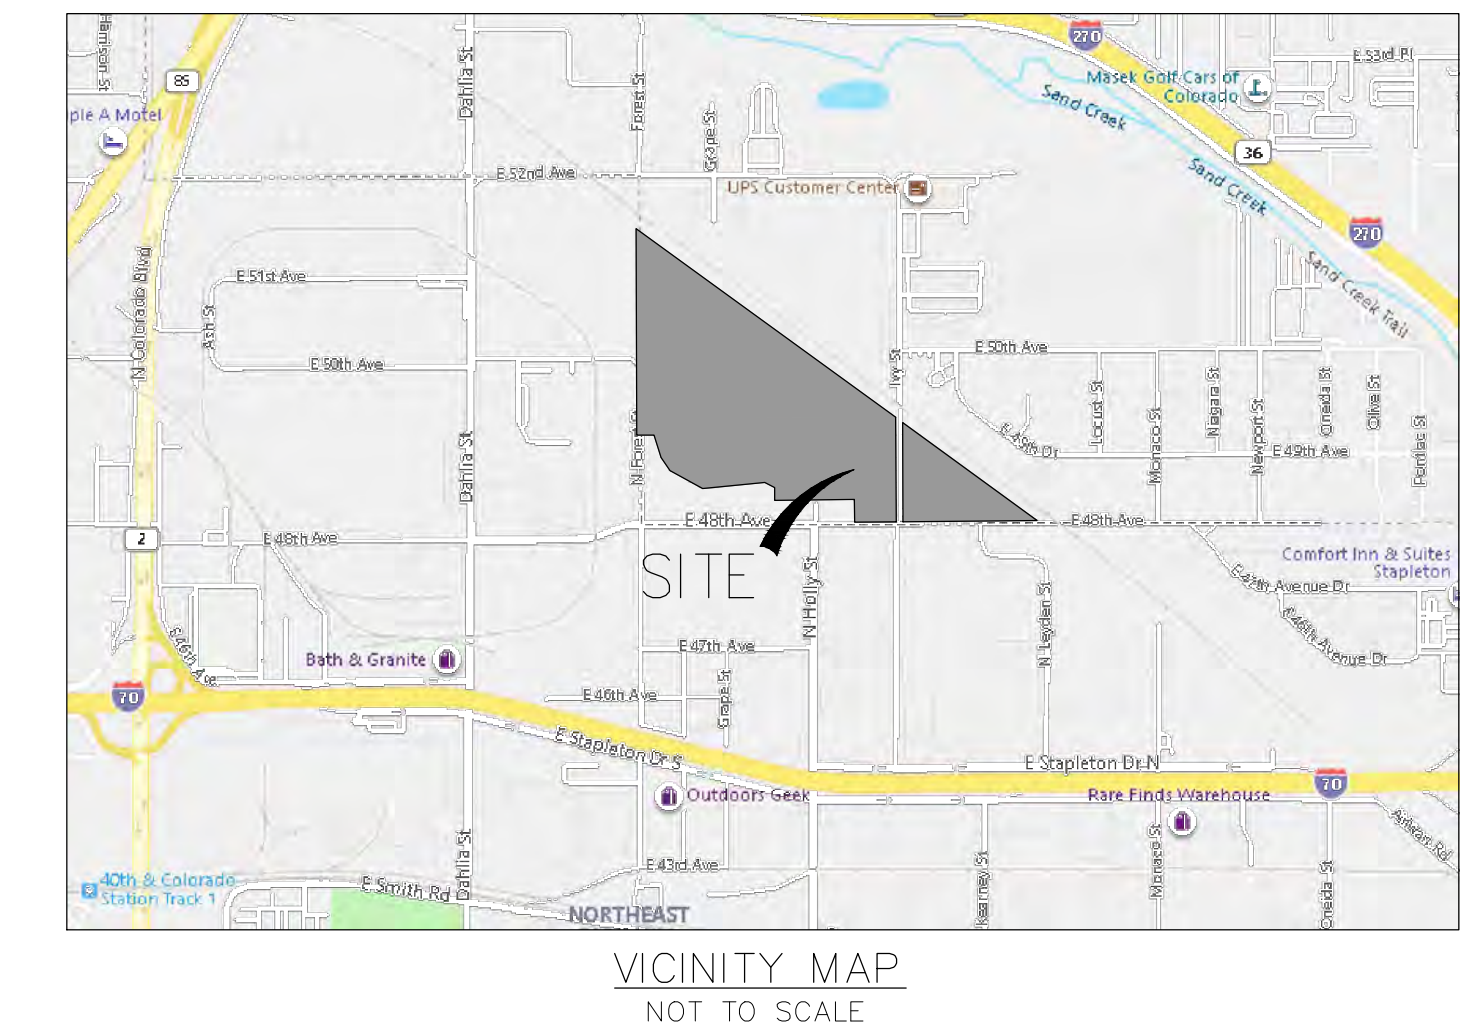 Harrison St
Dahlia St
270
E 53rd Pl
85
Masek Golf Cars of
Colorado
Forest St
Sand Creek
ple A Motel
Grape St
36
E 52nd Ave
UPS Customer Center
Sand Creek
270
N Colorado Blvd
E 51st Ave
Sand Creek Trail
Ash St
E 50th Ave
E 50th Ave
Ivy St
Locust St
Monaco St
Niagara St
Newport St
Oneida St
Olive St
Pontiac St
E 49th Dr
E 49th Ave
Dahlia St
N Fore
E 48th Ave
E 48th Ave
2
E 48th Ave
SITE
Comfort Inn & Suites
Stapleton
E 47th Avenue Dr
N Holly St
N Leyden St
E 46th Avenue Dr
E 46th Ave
E 47th Ave
Bath & Granite
70
E 46th Ave
Grape St
E Stapleton Dr S
E Stapleton Dr N
70
Outdoors Geek
Rare Finds Warehouse
Dahlia St
Monaco St
E 43rd Ave
Kearney St
Oneida St
40th & Colorado
Station Track 1
E Smith Rd
NORTHEAST
VICINITY MAP
NOT TO SCALE